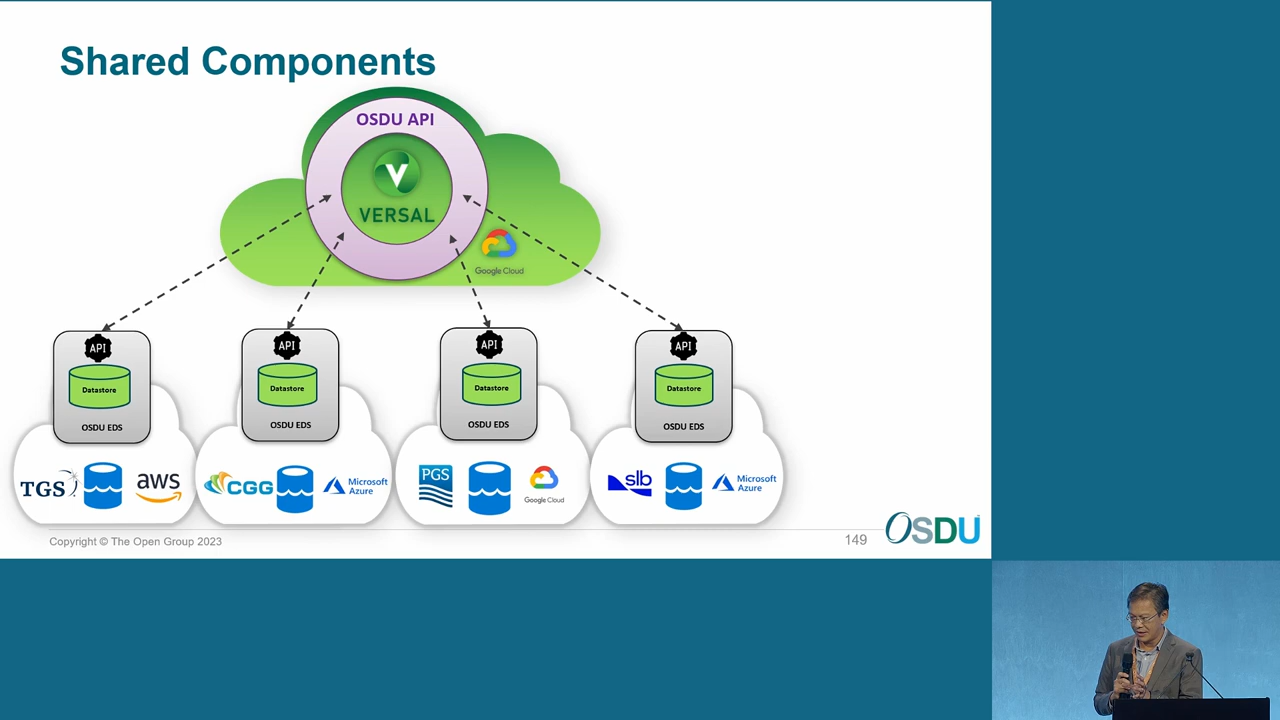 Shared Components
OSDU API
V
VERSAL
Google Cloud
API
Datastore
OSDU EDS
API
Datastore
OSDU EDS
API
Datastore
OSDU EDS
API
Datastore
OSDU EDS
TGS
aws
CGG
Microsoft
Azure
PGS
Google Cloud
slb
Microsoft
Azure
Copyright © The Open Group 2023
149
OSDU